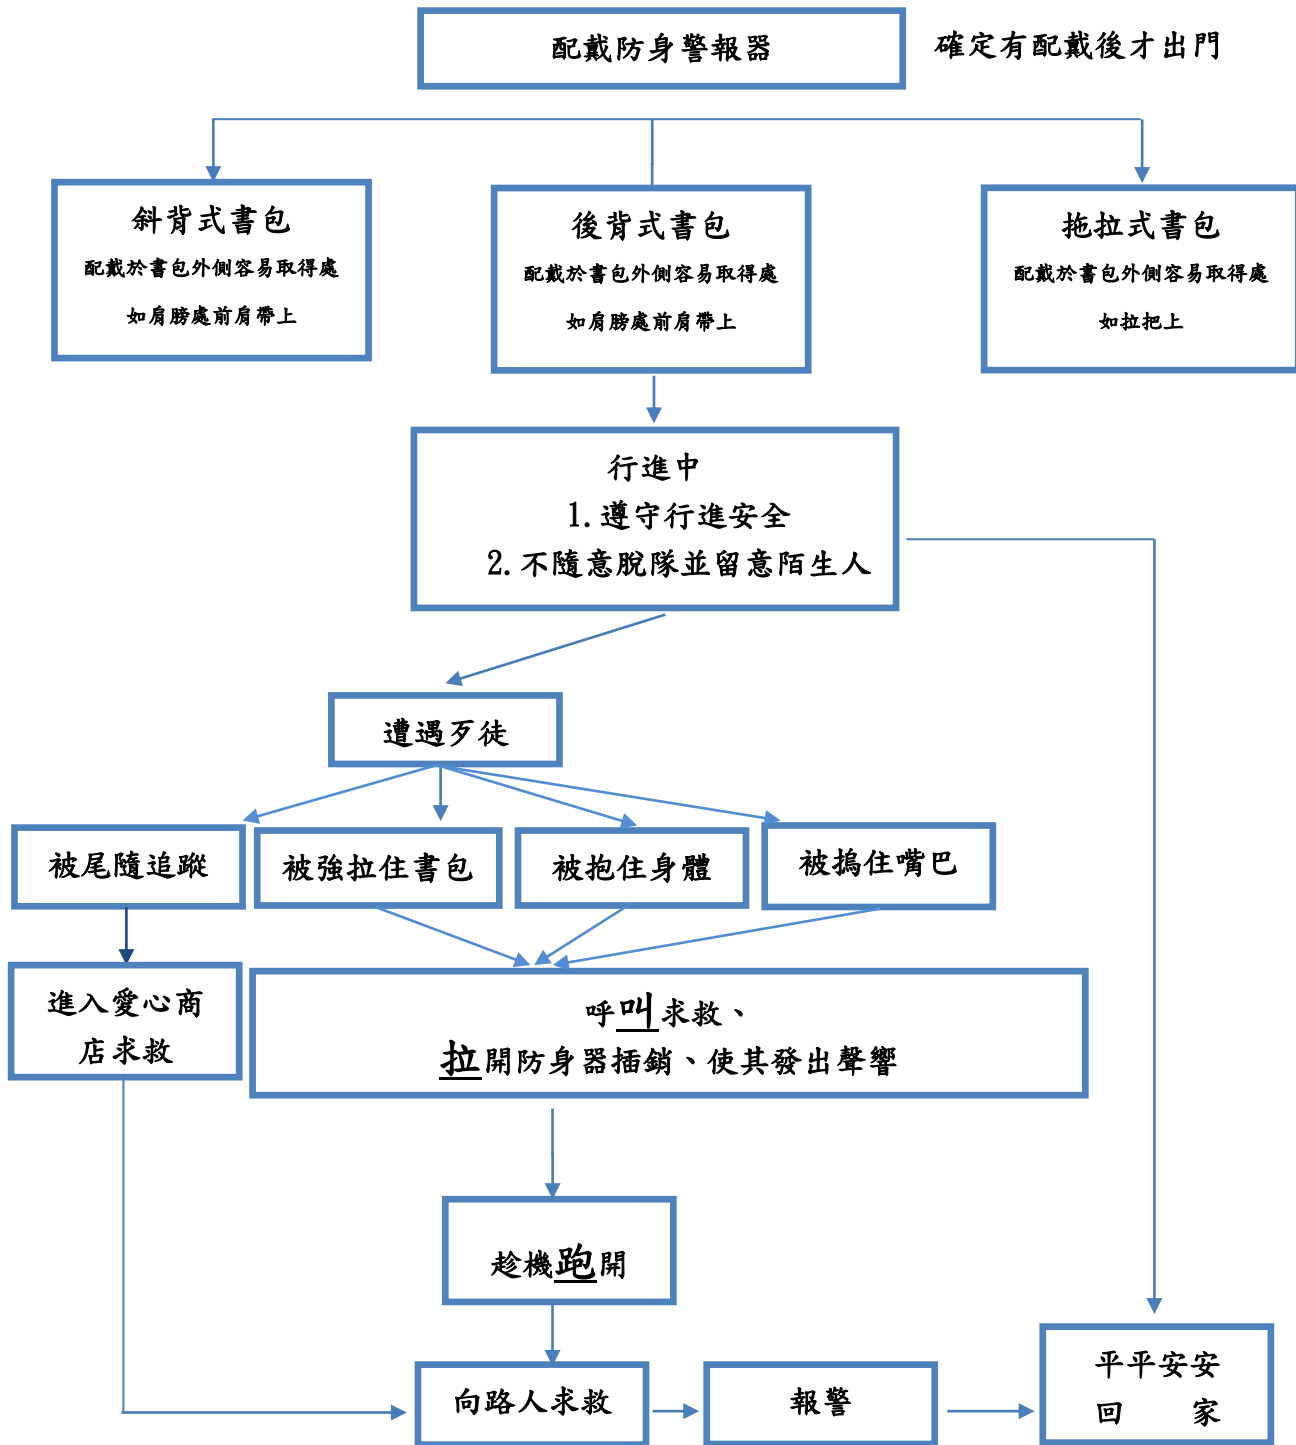 配戴防身警報器
確定有配戴後才出門
斜背式書包
配戴於書包外側容易取得處
如肩膀處前肩帶上
後背式書包
配戴於書包外側容易取得處
如肩膀處前肩帶上
拖拉式書包
配戴於書包外側容易取得處
如拉把上
行進中
1.遵守行進安全
2.不隨意脫隊並留意陌生人
遭遇歹徒
被尾隨追蹤
被強拉住書包
被抱住身體
被摀住嘴巴
進入愛心商
店求救
呼叫求救、
拉開防身器插銷、使其發出聲響
趁機跑開
向路人求救
報警
平平安安
回 家